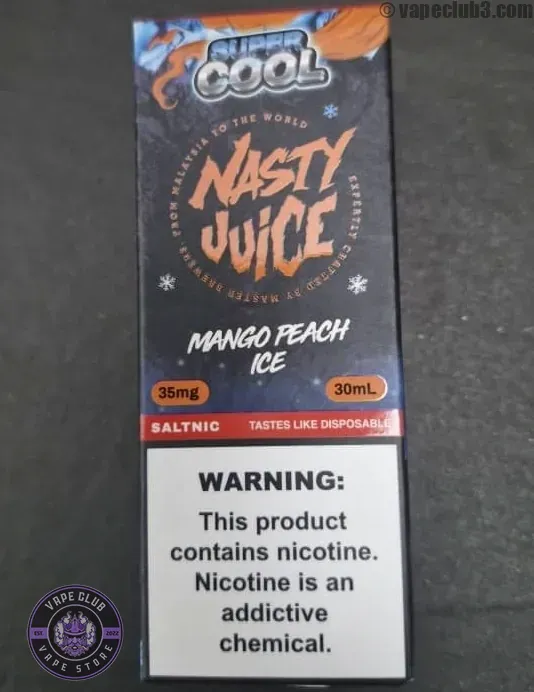 © vapeclub3.com
SUPER
COOL
FROM MALAYSIA TO THE WORLD
EXPERTLY CRAFTED BY MASTER BREWERS.
NASTY
JUICE
MANGO PEACH
ICE
35mg
30mL
SALTNIC
TASTES LIKE DISPOSABLE
WARNING:
This product
contains nicotine.
Nicotine is an
addictive
chemical.
VAPE CLUB
EST. 2022
VAPE STORE